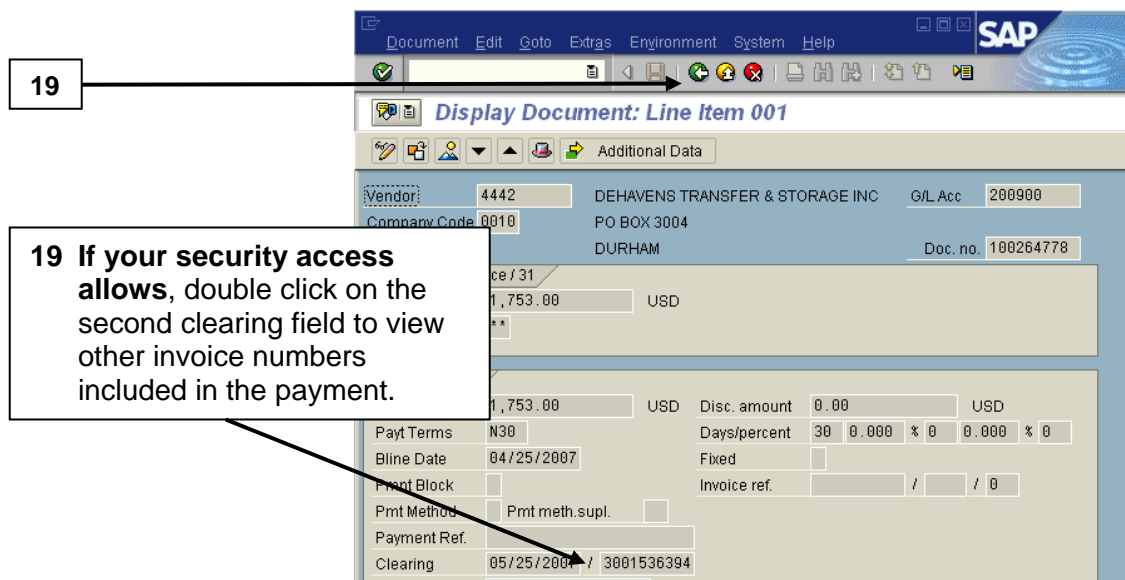 Document Edit Goto Extras Environment System Help
SAP
19
Display Document: Line Item 001
Additional Data
Vendor 4442 DEHAVENS TRANSFER & STORAGE INC G/L Acc 200900
Company Code 0010 PO BOX 3004
DURHAM Doc. no. 100264778
19 If your security access
allows, double click on the
second clearing field to view
other invoice numbers
included in the payment.
ce / 31
1,753.00 USD
**
1,753.00 USD Disc. amount 0.00 USD
Payt Terms N30 Days/percent 30 0.000 % 0 0.000 % 0
Bline Date 04/25/2007 Fixed
Pmnt Block Invoice ref. / / 0
Pmt Method Pmt meth.supl.
Payment Ref.
Clearing 05/25/2007 / 3001536394